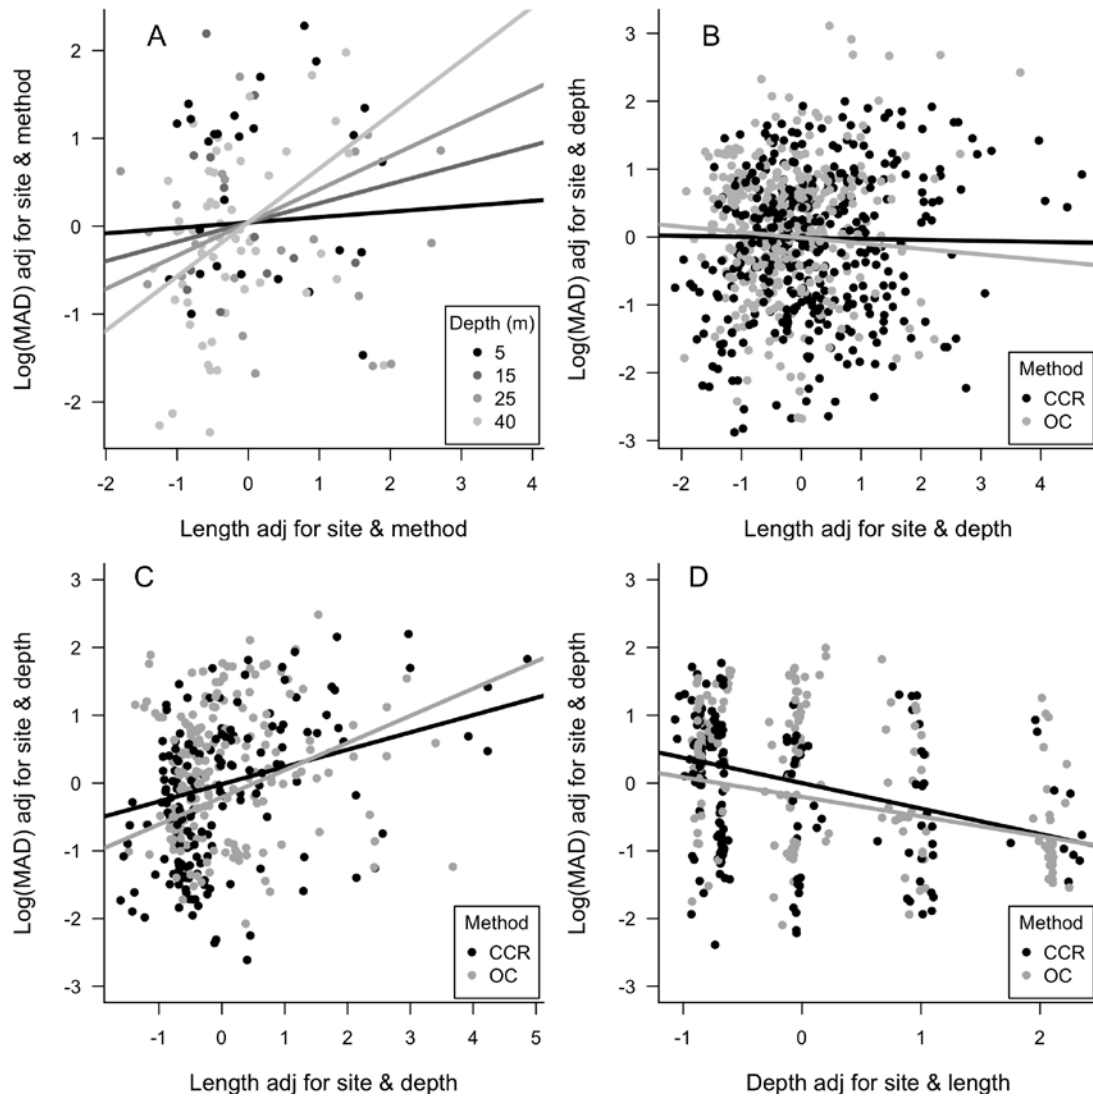 A
Log(MAD) adj for site & method
2
1
0
-1
-2
Depth (m)
5
15
25
40
-2 -1 0 1 2 3 4
Length adj for site & method
B
Log(MAD) adj for site & depth
3
2
1
0
-1
-2
-3
Method
CCR
OC
-2 -1 0 1 2 3 4
Length adj for site & depth
C
Log(MAD) adj for site & depth
3
2
1
0
-1
-2
-3
Method
CCR
OC
-1 0 1 2 3 4 5
Length adj for site & depth
D
Log(MAD) adj for site & depth
3
2
1
0
-1
-2
-3
Method
CCR
OC
-1 0 1 2
Depth adj for site & length